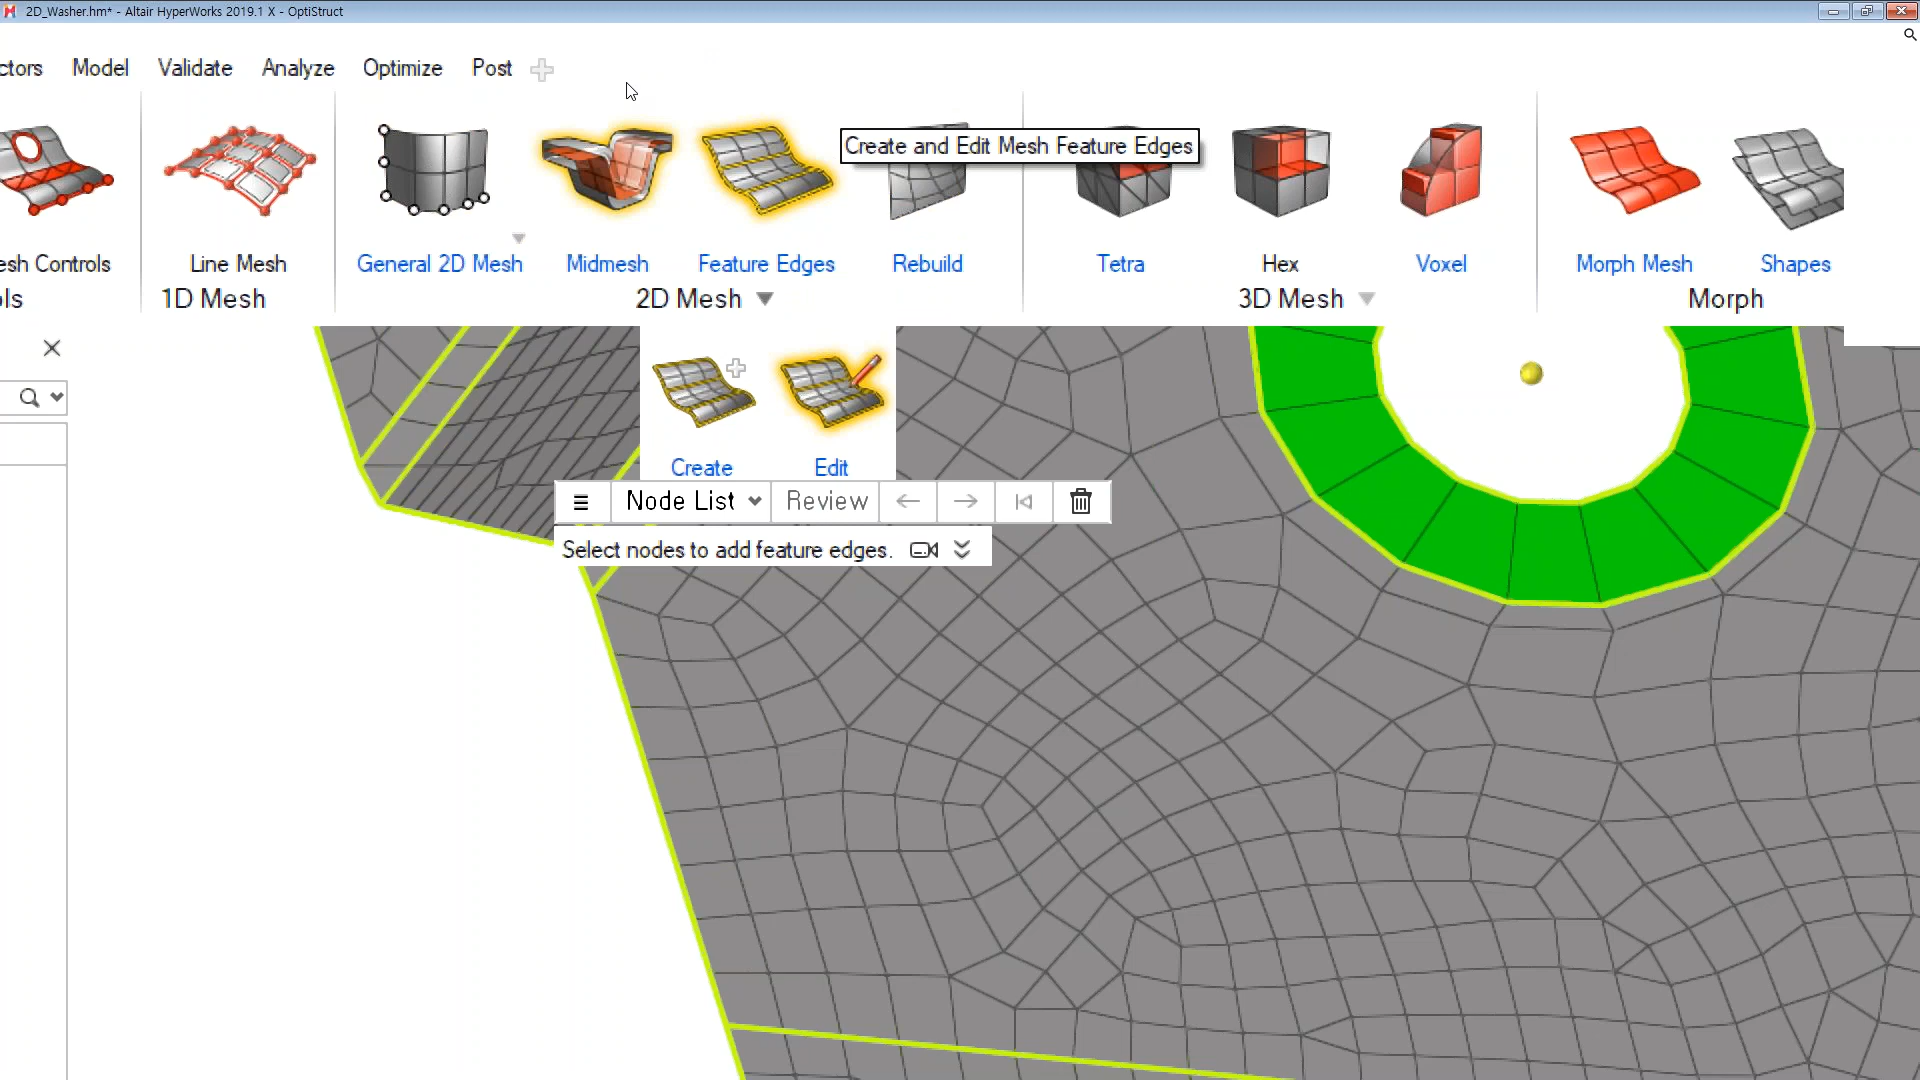 2D_Washer.hm* - Altair HyperWorks 2019.1 X - OptiStruct
ctors Model Validate Analyze Optimize Post
Create and Edit Mesh Feature Edges
esh Controls Line Mesh General 2D Mesh Midmesh Feature Edges Rebuild Tetra Hex Voxel Morph Mesh Shapes
ls 1D Mesh 2D Mesh 3D Mesh Morph
Create Edit
Node List Review
Select nodes to add feature edges.